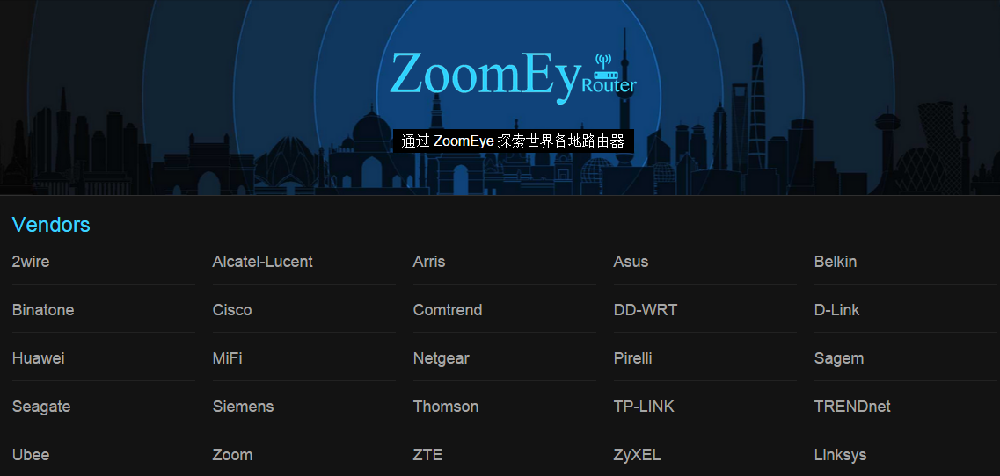 ZoomEy Router
通过 ZoomEye 探索世界各地路由器
Vendors
2wire Alcatel-Lucent Arris Asus Belkin
Binatone Cisco Comtrend DD-WRT D-Link
Huawei MiFi Netgear Pirelli Sagem
Seagate Siemens Thomson TP-LINK TRENDnet
Ubee Zoom ZTE ZyXEL Linksys